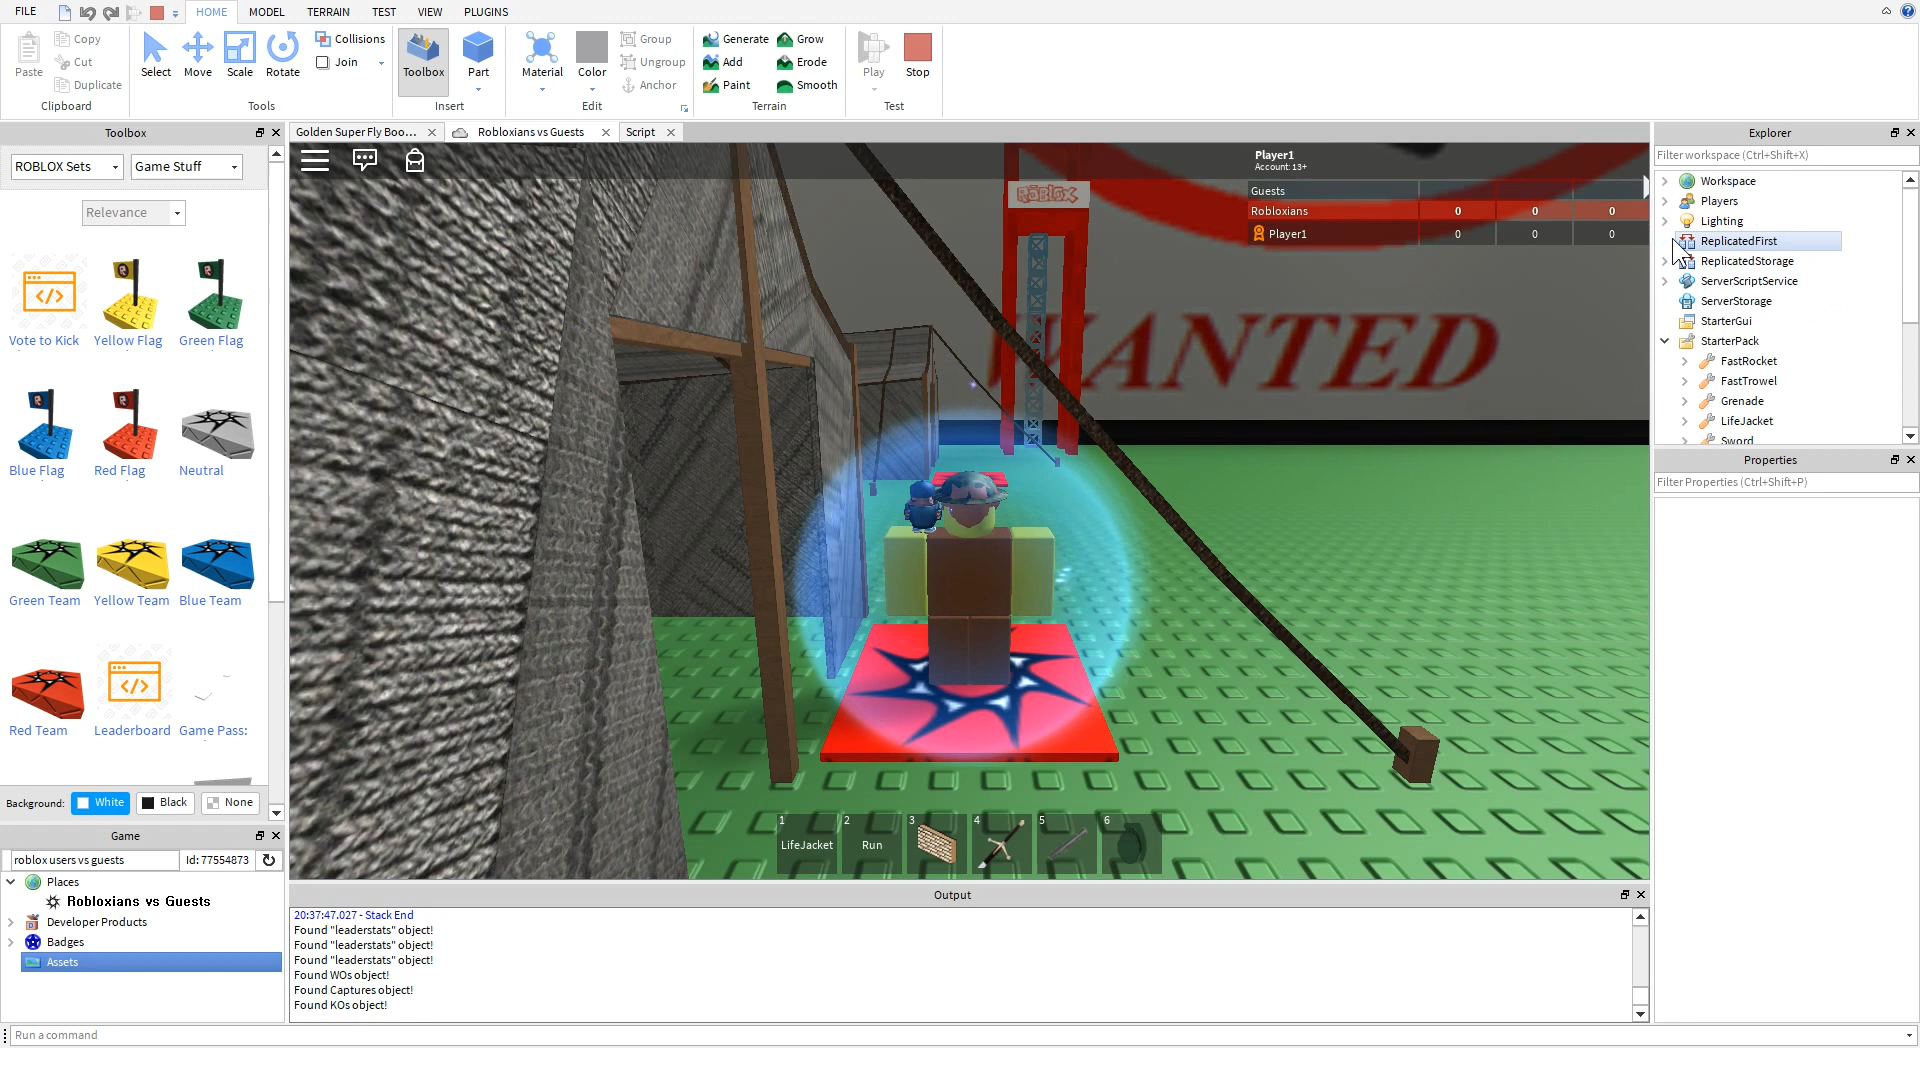 FILE HOME MODEL TERRAIN TEST VIEW PLUGINS
Paste Copy Cut Duplicate Clipboard
Select Move Scale Rotate Collisions Join Tools
Toolbox Part Insert
Material Color Group Ungroup Anchor Edit
Generate Add Paint Grow Erode Smooth Terrain
Play Stop Test
Toolbox
ROBLOX Sets Game Stuff
Relevance
Vote to Kick Yellow Flag Green Flag
Blue Flag Red Flag Neutral
Green Team Yellow Team Blue Team
Red Team Leaderboard Game Pass:
Background: White Black None
Game
roblox users vs guests Id: 77554873
Places
Robloxians vs Guests
Developer Products
Badges
Assets
Golden Super Fly Boo... Robloxians vs Guests Script
Player1
Account: 13+
Guests
Robloxians 0 0 0
Player1 0 0 0
ROBLOX
WANTED
1 2 3 4 5 6
LifeJacket Run
Output
20:37:47.027 - Stack End
Found "leaderstats" object!
Found "leaderstats" object!
Found "leaderstats" object!
Found WOs object!
Found Captures object!
Found KOs object!
Explorer
Filter workspace (Ctrl+Shift+X)
Workspace
Players
Lighting
ReplicatedFirst
ReplicatedStorage
ServerScriptService
ServerStorage
StarterGui
StarterPack
FastRocket
FastTrowel
Grenade
LifeJacket
Sword
Properties
Filter Properties (Ctrl+Shift+P)
Run a command